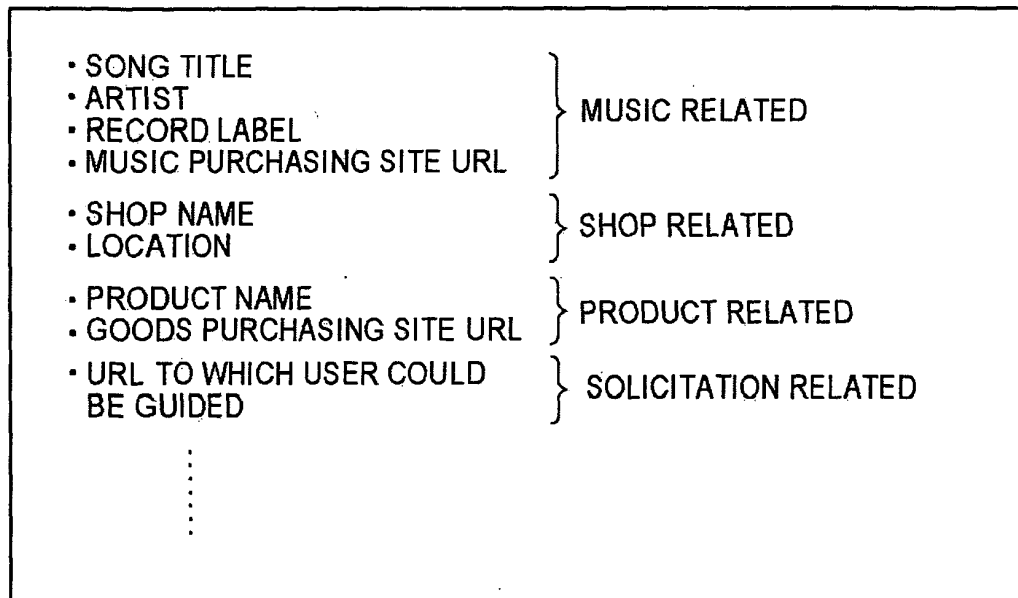 · SONG TITLE
· ARTIST
· RECORD LABEL
· MUSIC PURCHASING SITE URL
MUSIC RELATED
· SHOP NAME
· LOCATION
SHOP RELATED
· PRODUCT NAME
· GOODS PURCHASING SITE URL
PRODUCT RELATED
· URL TO WHICH USER COULD
BE GUIDED
SOLICITATION RELATED